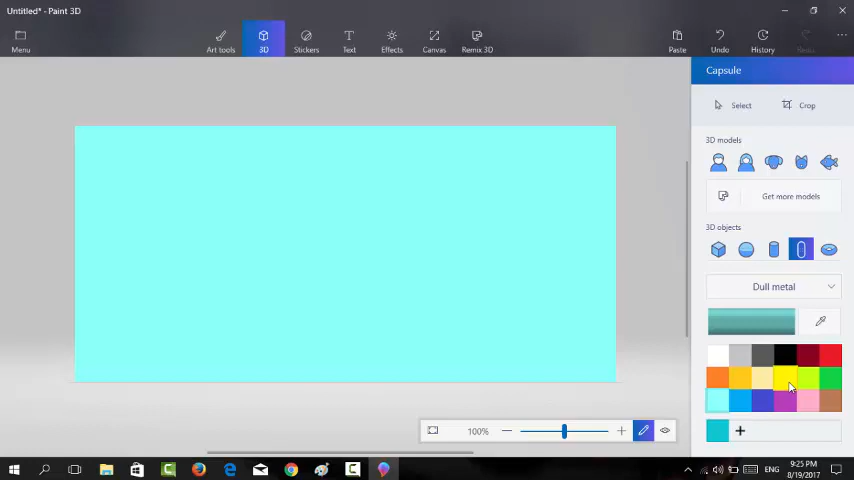 Untitled* - Paint 3D
Menu
Art tools
3D
Stickers
Text
Effects
Canvas
Remix 3D
Paste
Undo
History
Redo
Capsule
Select
Crop
3D models
Get more models
3D objects
Dull metal
100%
ENG
9:25 PM
8/19/2017